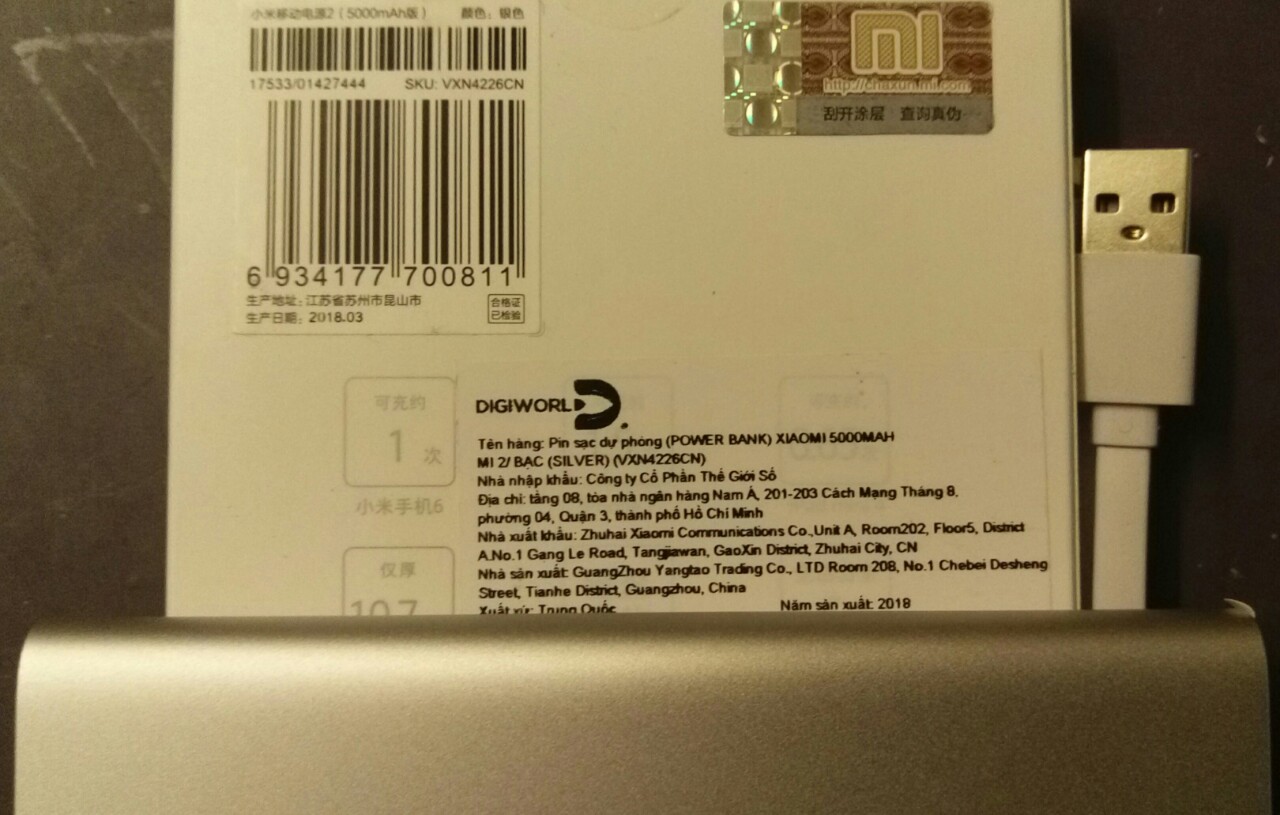 小米移动电源2（5000mAh版） 颜色：银色
17533/01427444 SKU: VXN4226CN
6 934177 700811
生产地址：江苏省苏州市昆山市
生产日期：2018.03
合格证
已检验
mi
http://chaxun.mi.com
刮开涂层 查询真伪
可充约
1 次
小米手机6
仅厚
10.7
DIGIWORLD
Tên hàng: Pin sạc dự phòng (POWER BANK) XIAOMI 5000MAH
MI 2/ BẠC (SILVER) (VXN4226CN)
Nhà nhập khẩu: Công ty Cổ Phần Thế Giới Số
Địa chỉ: tầng 08, tòa nhà ngân hàng Nam Á, 201-203 Cách Mạng Tháng 8,
phường 04, Quận 3, thành phố Hồ Chí Minh
Nhà xuất khẩu: Zhuhai Xiaomi Communications Co.,Unit A, Room202, Floor5, District
A.No.1 Gang Le Road, Tangjiawan, GaoXin District, Zhuhai City, CN
Nhà sản xuất: GuangZhou Yangtao Trading Co., LTD Room 208, No.1 Chebei Desheng
Street, Tianhe District, Guangzhou, China
Xuất xứ: Trung Quốc Năm sản xuất: 2018